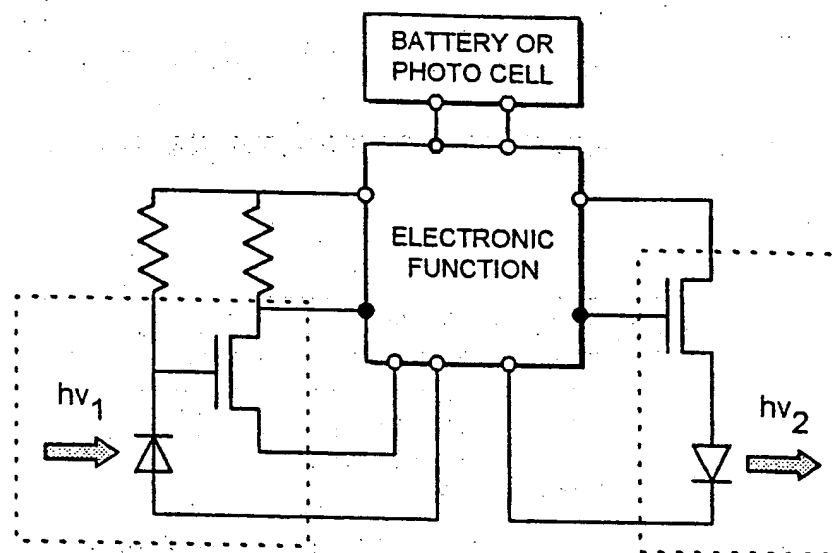 BATTERY OR
PHOTO CELL
ELECTRONIC
FUNCTION
hv1
hv2